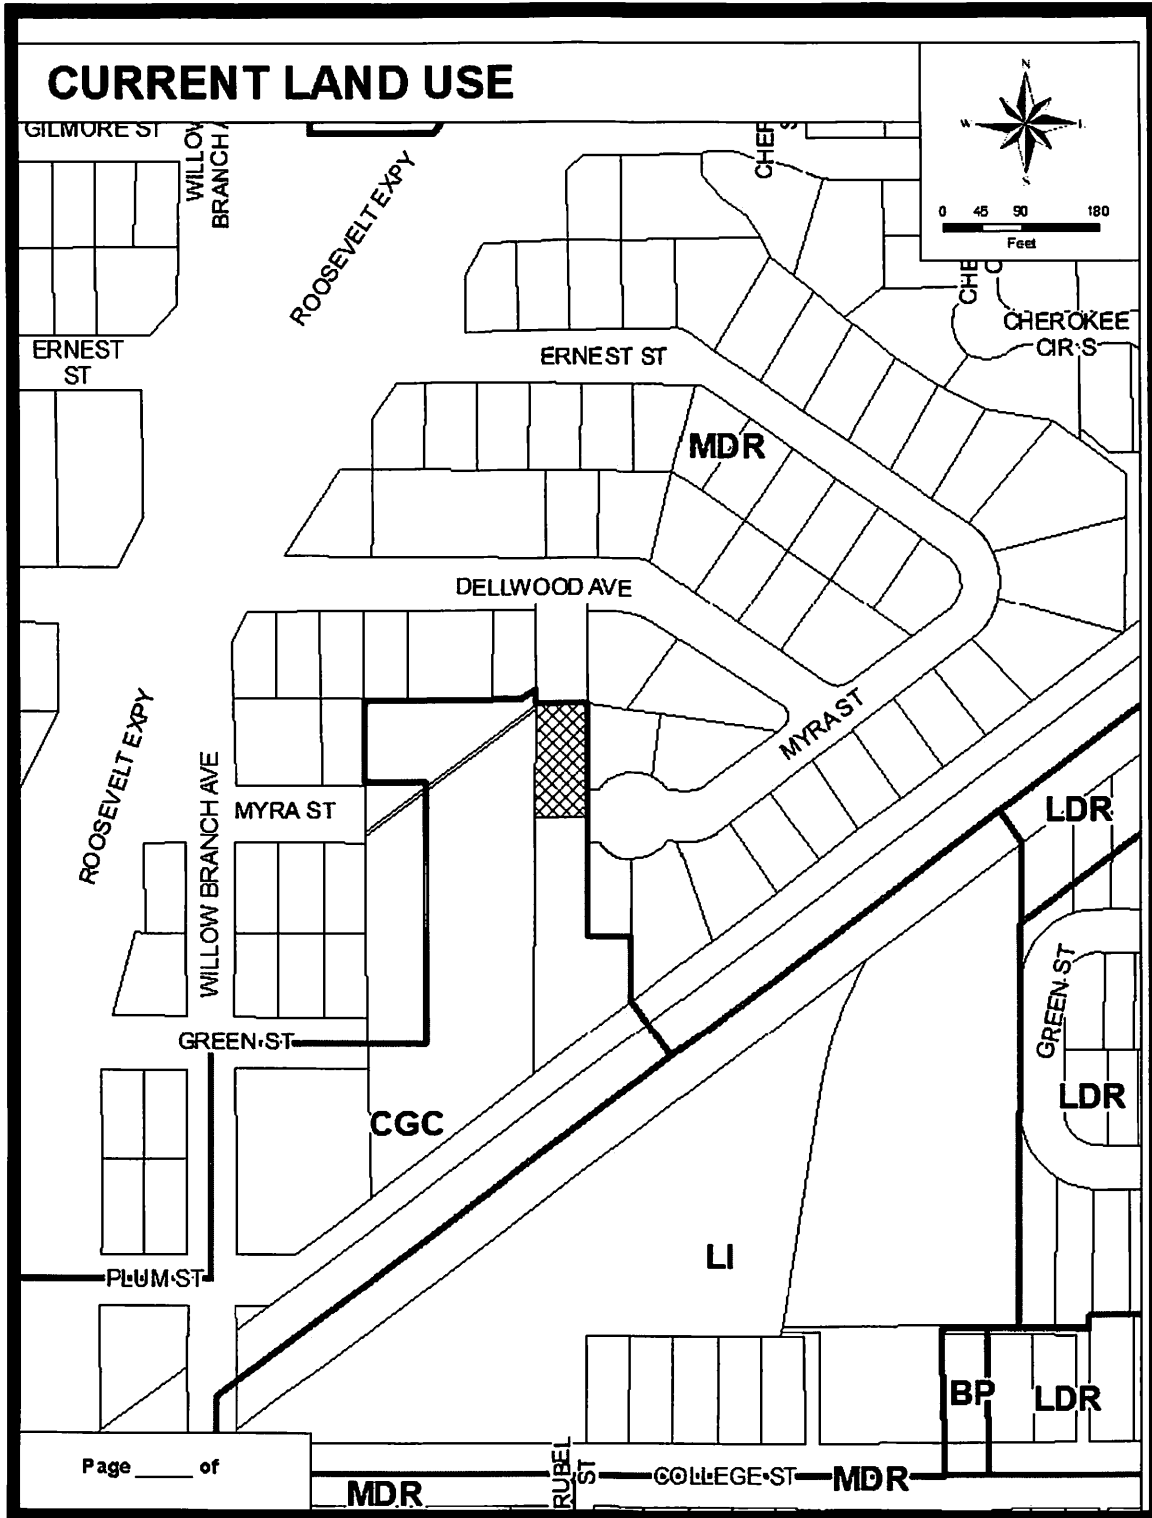 CURRENT LAND USE
N
W
S
0 45 90 180
Feet
GILMORE ST
BRANCH
ROOSEVELT EXPY
ERNEST
ST
ERNEST ST
CHEROKEE
CIR S
MDR
DELLWOOD AVE
ROOSEVELT EXPY
WILLOW BRANCH AVE
MYRA ST
MYRA ST
LDR
GREEN ST
GREEN ST
LDR
CGC
LI
PLUM ST
BP
LDR
Page _____ of
RUBEL
ST
COLLEGE ST
MDR
MDR